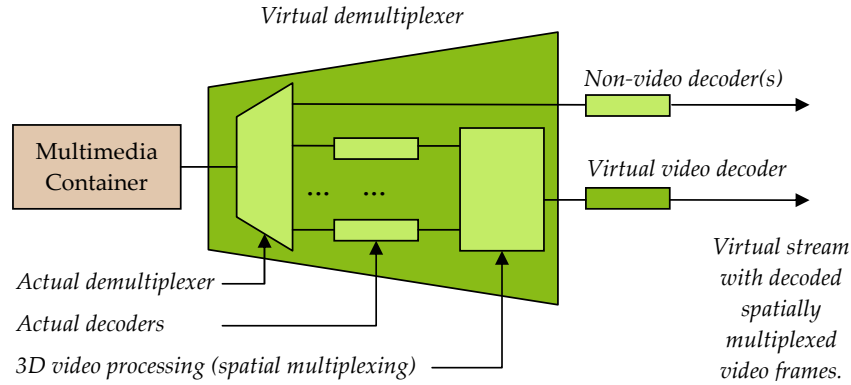 Virtual demultiplexer
Non-video decoder(s)
Multimedia
Container
Virtual video decoder
... ...
Virtual stream
with decoded
spatially
multiplexed
video frames.
Actual demultiplexer
Actual decoders
3D video processing (spatial multiplexing)